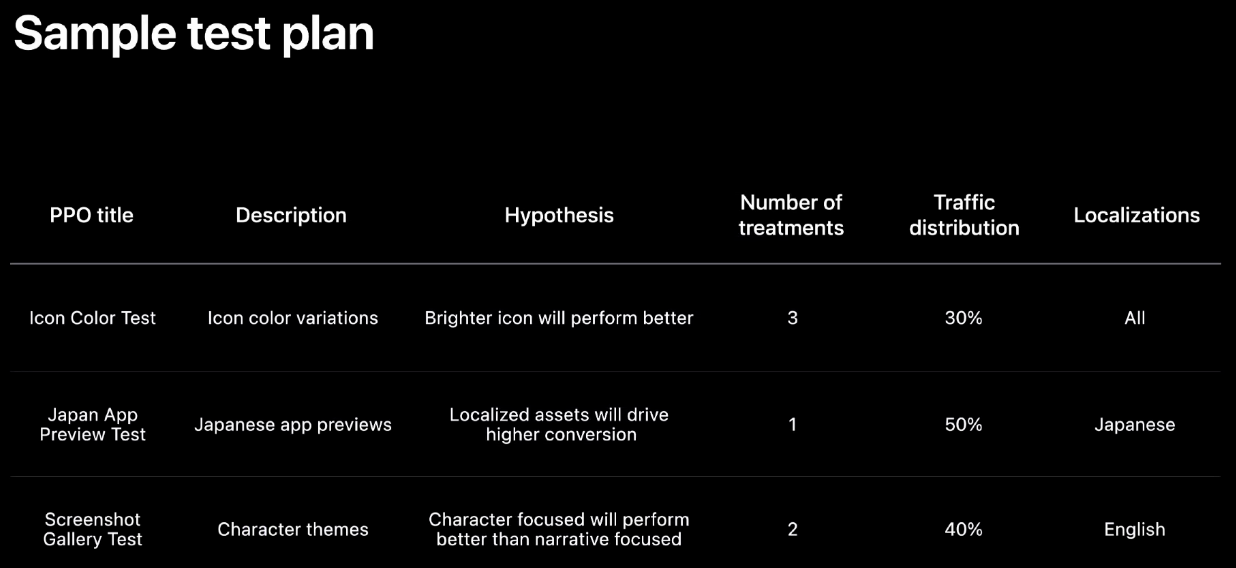 Sample test plan
PPO title
Description
Hypothesis
Number of
treatments
Traffic
distribution
Localizations
Icon Color Test
Icon color variations
Brighter icon will perform better
3
30%
All
Japan App
Preview Test
Japanese app previews
Localized assets will drive
higher conversion
1
50%
Japanese
Screenshot
Gallery Test
Character themes
Character focused will perform
better than narrative focused
2
40%
English